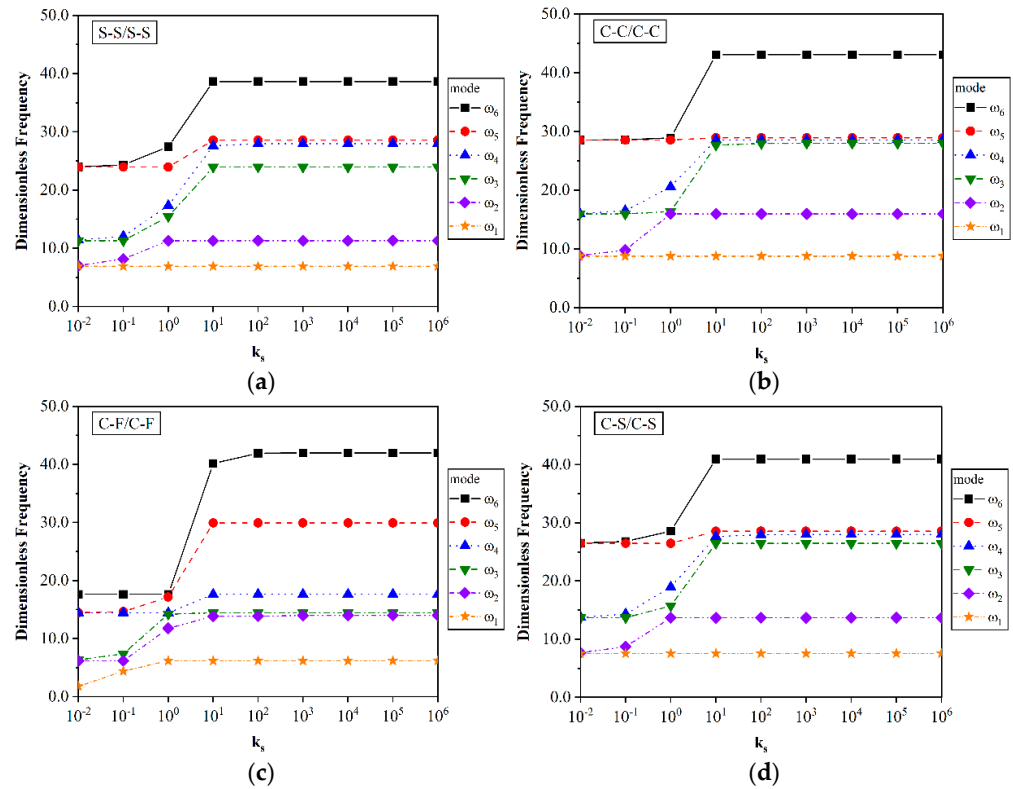 S-S/S-S
Dimensionless Frequency
50.0
40.0
30.0
20.0
10.0
0.0
10⁻² 10⁻¹ 10⁰ 10¹ 10² 10³ 10⁴ 10⁵ 10⁶
kₛ
mode
ω₆
ω₅
ω₄
ω₃
ω₂
ω₁
(a)
C-C/C-C
Dimensionless Frequency
50.0
40.0
30.0
20.0
10.0
0.0
10⁻² 10⁻¹ 10⁰ 10¹ 10² 10³ 10⁴ 10⁵ 10⁶
kₛ
mode
ω₆
ω₅
ω₄
ω₃
ω₂
ω₁
(b)
C-F/C-F
Dimensionless Frequency
50.0
40.0
30.0
20.0
10.0
0.0
10⁻² 10⁻¹ 10⁰ 10¹ 10² 10³ 10⁴ 10⁵ 10⁶
kₛ
mode
ω₆
ω₅
ω₄
ω₃
ω₂
ω₁
(c)
C-S/C-S
Dimensionless Frequency
50.0
40.0
30.0
20.0
10.0
0.0
10⁻² 10⁻¹ 10⁰ 10¹ 10² 10³ 10⁴ 10⁵ 10⁶
kₛ
mode
ω₆
ω₅
ω₄
ω₃
ω₂
ω₁
(d)